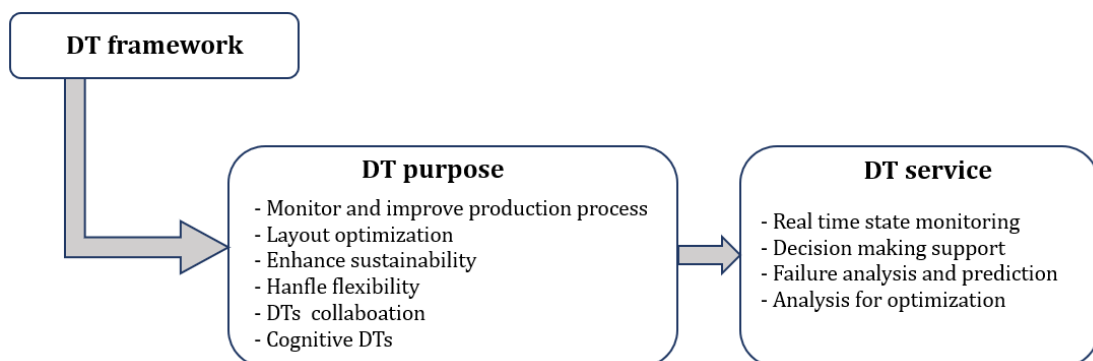 DT framework
DT purpose
- Monitor and improve production process
- Layout optimization
- Enhance sustainability
- Hanfle flexibility
- DTs collaboation
- Cognitive DTs
DT service
- Real time state monitoring
- Decision making support
- Failure analysis and prediction
- Analysis for optimization